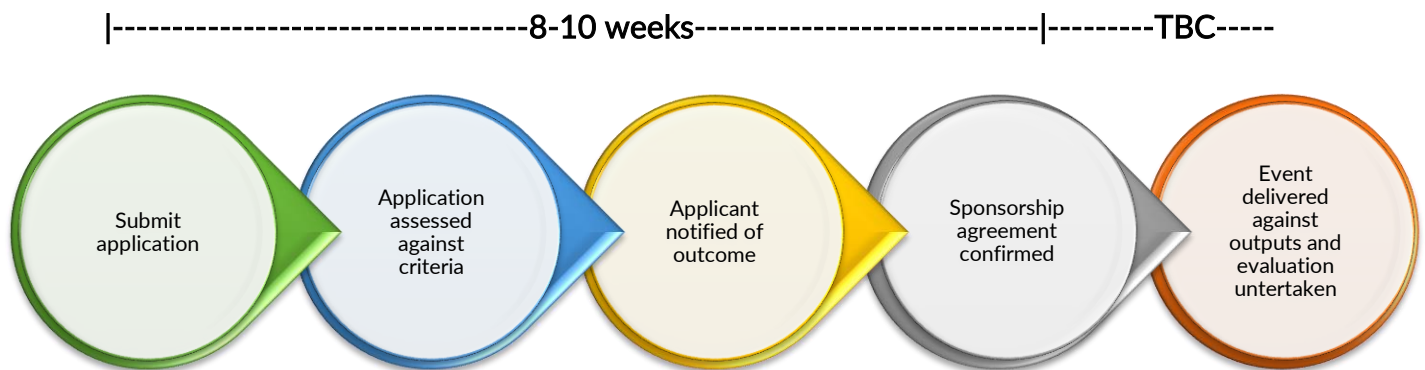 |----------------------------------8-10 weeks----------------------------|---------TBC-----
Submit
application
Application
assessed
against
criteria
Applicant
notified of
outcome
Sponsorship
agreement
confirmed
Event
delivered
against
outputs and
evaluation
undertaken